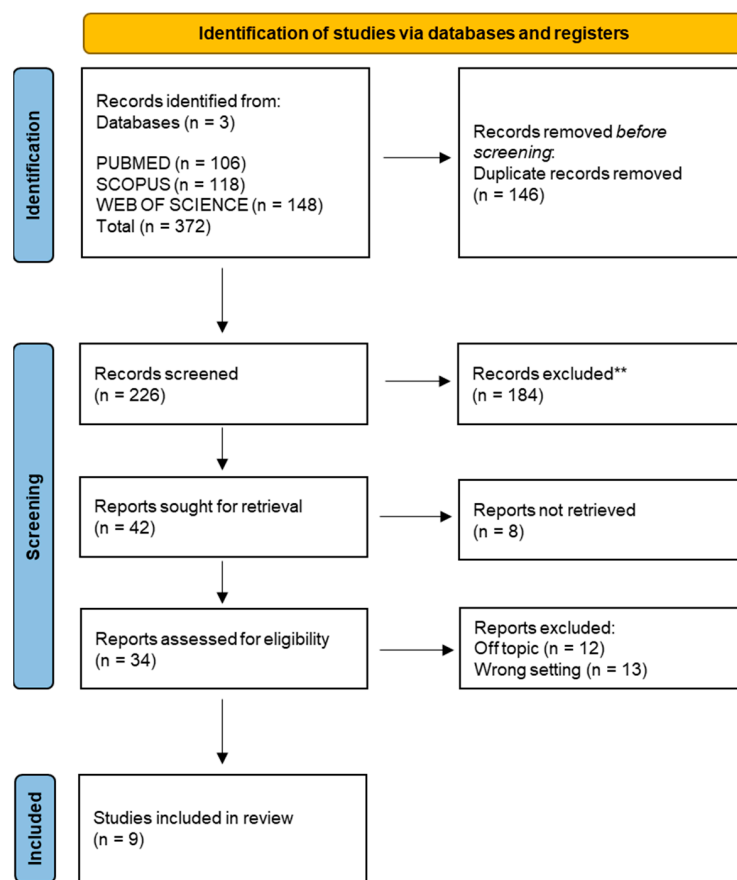 Identification of studies via databases and registers
Identification
Records identified from:
Databases (n = 3)
PUBMED (n = 106)
SCOPUS (n = 118)
WEB OF SCIENCE (n = 148)
Total (n = 372)
Records removed before
screening:
Duplicate records removed
(n = 146)
Screening
Records screened
(n = 226)
Records excluded**
(n = 184)
Reports sought for retrieval
(n = 42)
Reports not retrieved
(n = 8)
Reports assessed for eligibility
(n = 34)
Reports excluded:
Off topic (n = 12)
Wrong setting (n = 13)
Included
Studies included in review
(n = 9)